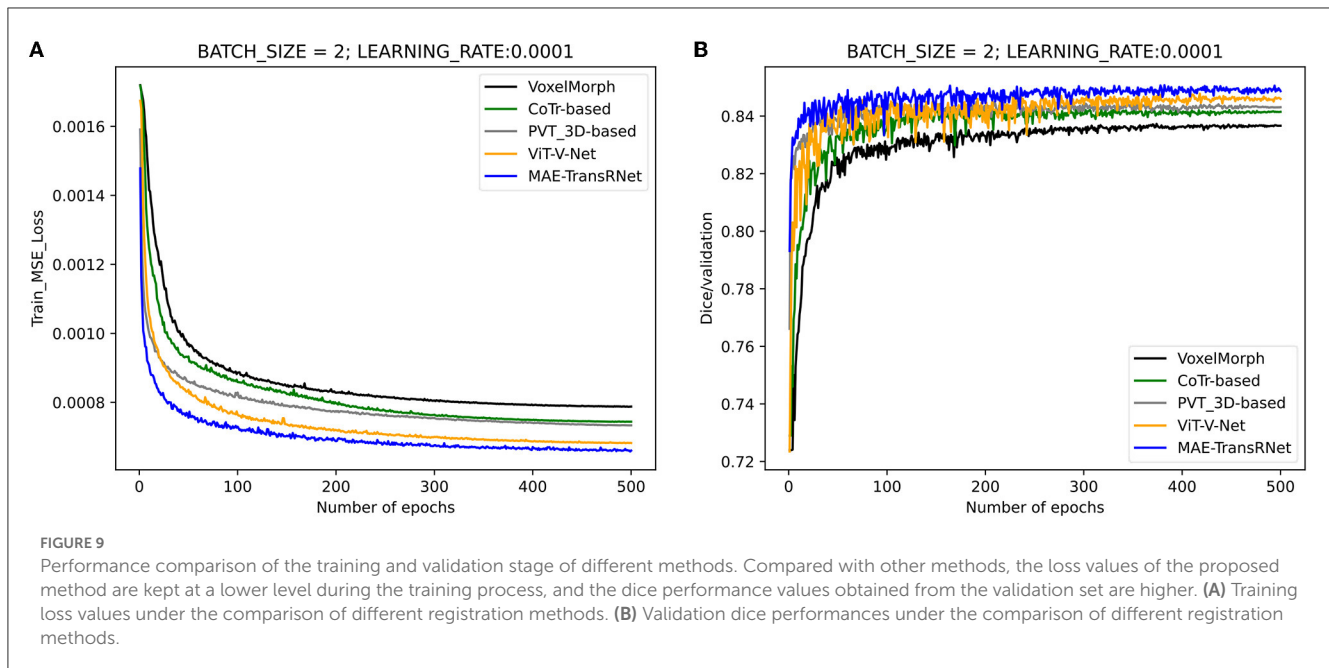 A
BATCH_SIZE = 2; LEARNING_RATE:0.0001
Train_MSE_Loss
0.0016
0.0014
0.0012
0.0010
0.0008
VoxelMorph
CoTr-based
PVT_3D-based
ViT-V-Net
MAE-TransRNet
0 100 200 300 400 500
Number of epochs
B
BATCH_SIZE = 2; LEARNING_RATE:0.0001
Dice/validation
0.84
0.82
0.80
0.78
0.76
0.74
0.72
VoxelMorph
CoTr-based
PVT_3D-based
ViT-V-Net
MAE-TransRNet
0 100 200 300 400 500
Number of epochs
FIGURE 9
Performance comparison of the training and validation stage of different methods. Compared with other methods, the loss values of the proposed
method are kept at a lower level during the training process, and the dice performance values obtained from the validation set are higher. (A) Training
loss values under the comparison of different registration methods. (B) Validation dice performances under the comparison of different registration
methods.